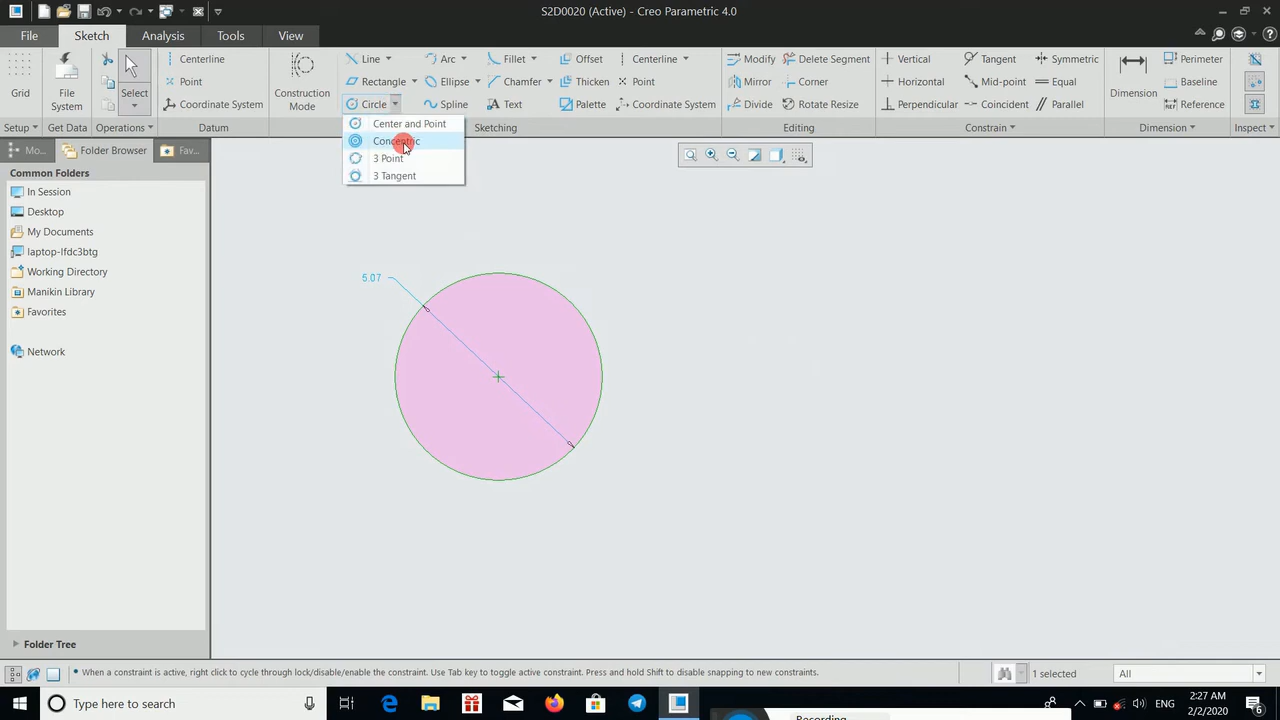 S2D0020 (Active) - Creo Parametric 4.0
File Sketch Analysis Tools View
Grid
File System
Select
Centerline
Point
Coordinate System
Construction Mode
Line Arc Fillet Offset Centerline
Rectangle Ellipse Chamfer Thicken Point
Circle Spline Text Palette Coordinate System
Modify Delete Segment
Mirror Corner
Divide Rotate Resize
Vertical Tangent Symmetric
Horizontal Mid-point Equal
Perpendicular Coincident Parallel
Dimension
Perimeter
Baseline
Reference
Setup Get Data Operations Datum Sketching Editing Constrain Dimension Inspect
Center and Point
Concentric
3 Point
3 Tangent
Mo... Folder Browser Fav...
Common Folders
In Session
Desktop
My Documents
laptop-lfdc3btg
Working Directory
Manikin Library
Favorites
Network
Folder Tree
5.07
When a constraint is active, right click to cycle through lock/disable/enable the constraint. Use Tab key to toggle active constraint. Press and hold Shift to disable snapping to new constraints.
1 selected
All
Type here to search
Recording
2:27 AM
2/2/2020